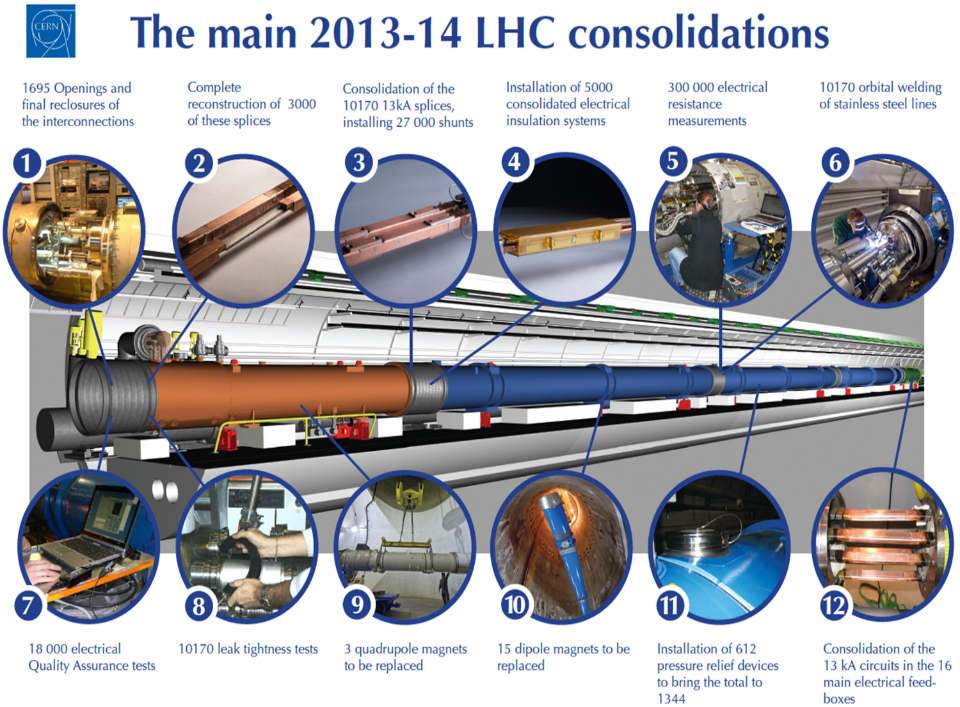 CERN
The main 2013-14 LHC consolidations
1695 Openings and
final reclosures of
the interconnections
Complete
reconstruction of 3000
of these splices
Consolidation of the
10170 13kA splices,
installing 27 000 shunts
Installation of 5000
consolidated electrical
insulation systems
300 000 electrical
resistance
measurements
10170 orbital welding
of stainless steel lines
1
2
3
4
5
6
7
8
9
10
11
12
18 000 electrical
Quality Assurance tests
10170 leak tightness tests
3 quadrupole magnets
to be replaced
15 dipole magnets to be
replaced
Installation of 612
pressure relief devices
to bring the total to
1344
Consolidation of the
13 kA circuits in the 16
main electrical feed-
boxes